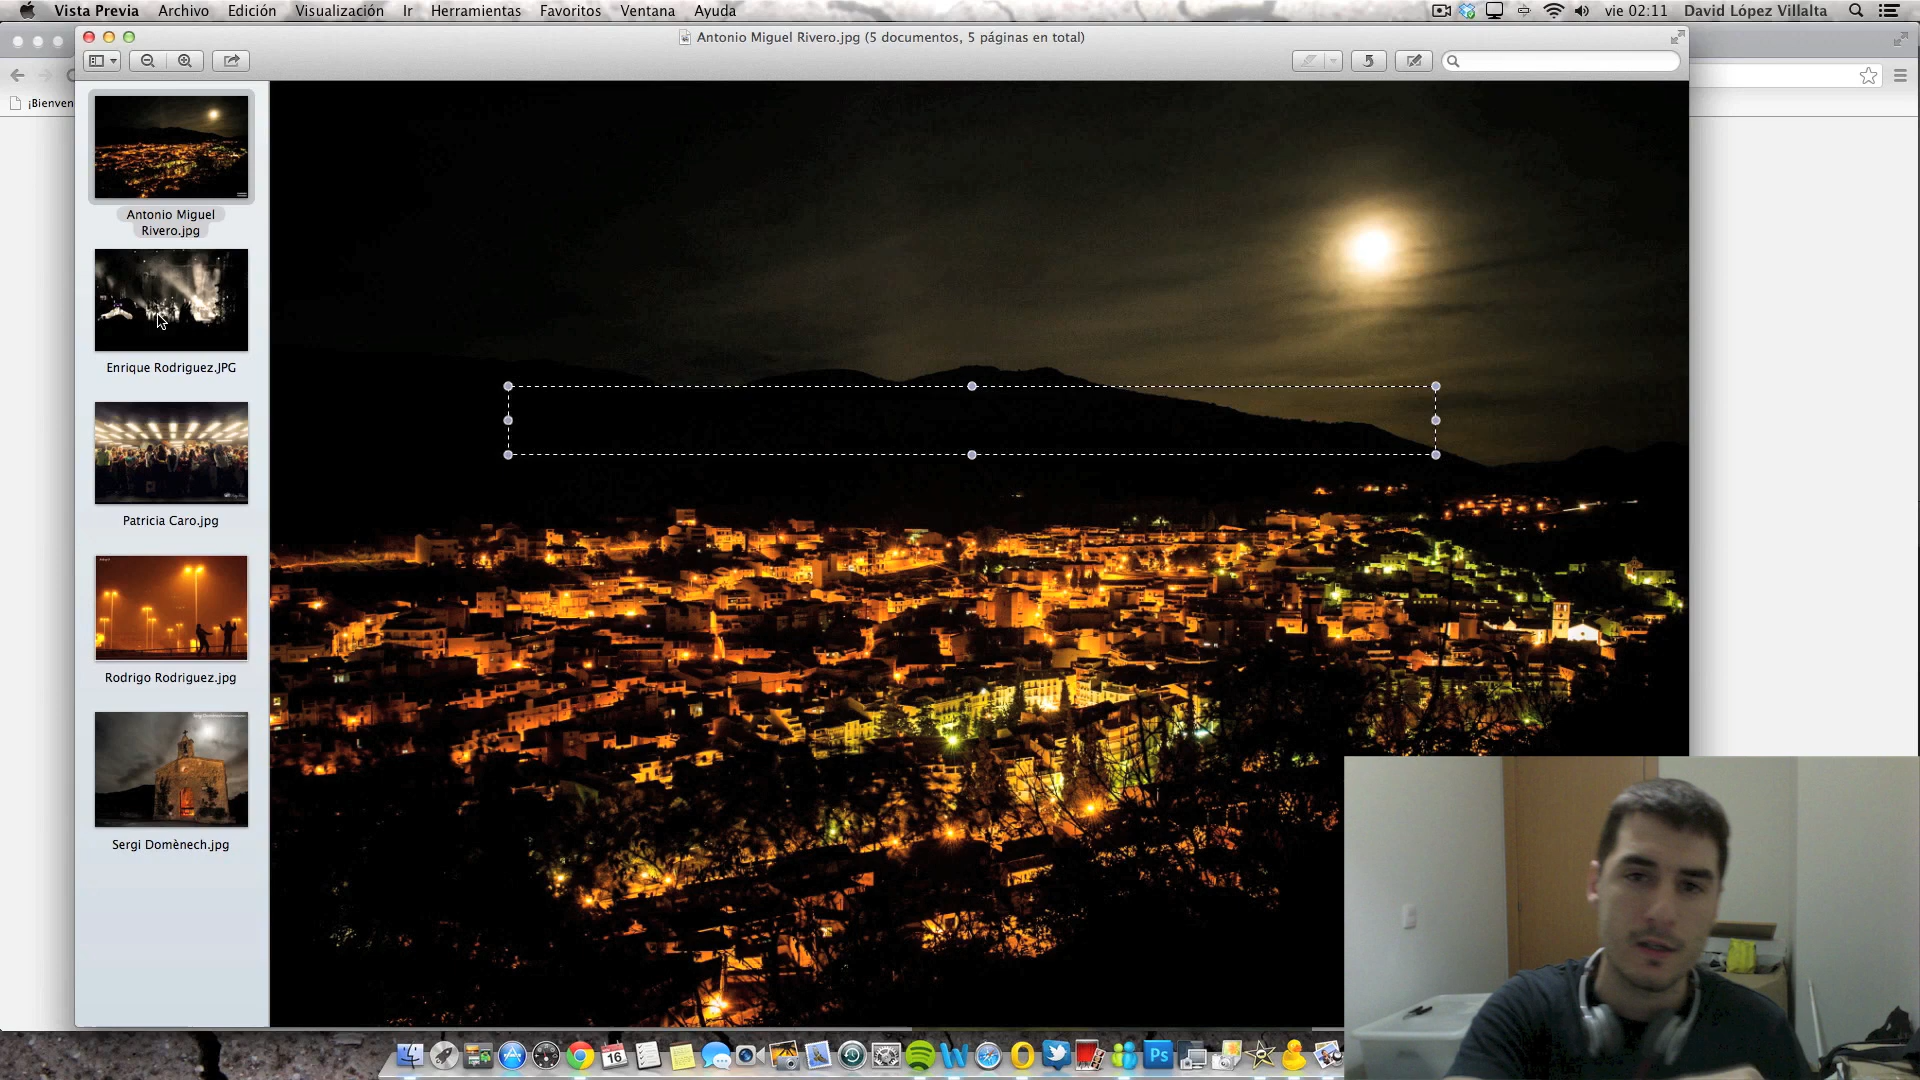 Vista Previa Archivo Edición Visualización Ir Herramientas Favoritos Ventana Ayuda vie 02:11 David López Villalta
Antonio Miguel Rivero.jpg (5 documentos, 5 páginas en total)
¡Bienven
Antonio Miguel
Rivero.jpg
Enrique Rodriguez.JPG
Patricia Caro.jpg
Rodrigo Rodriguez.jpg
Sergi Domènech.jpg
16
Ps